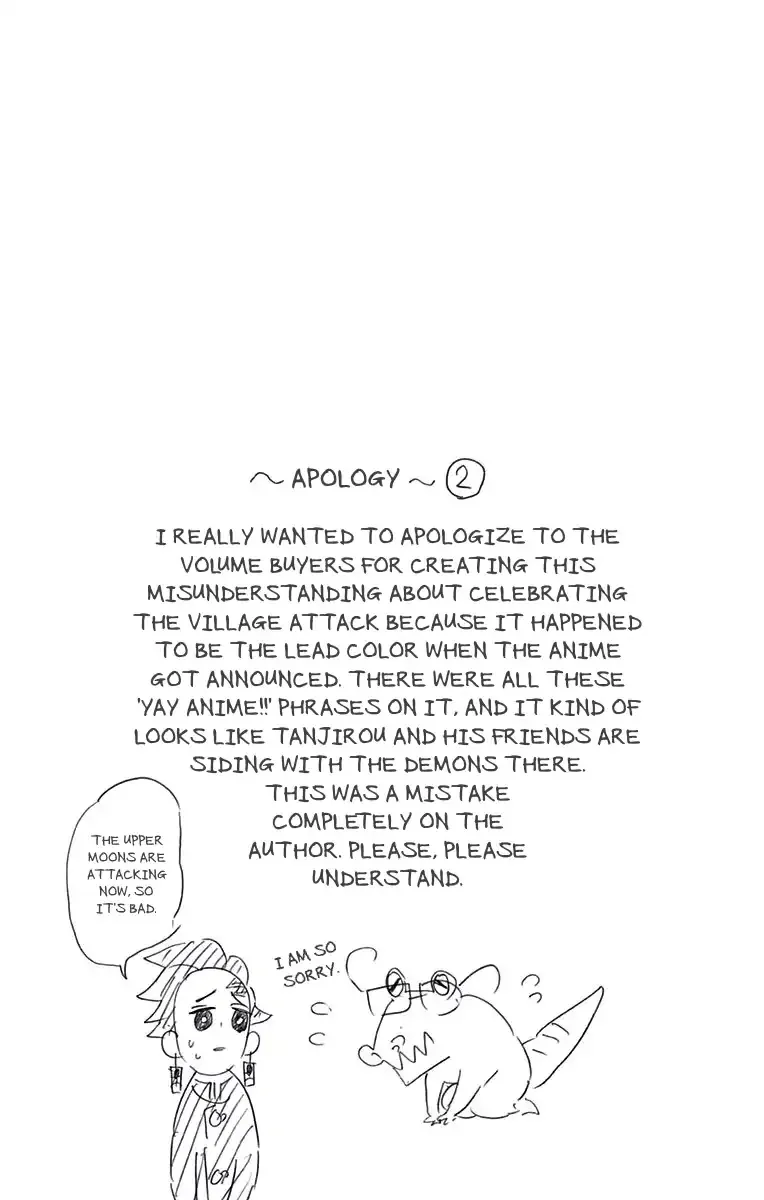 ~ APOLOGY ~ ②
I REALLY WANTED TO APOLOGIZE TO THE
VOLUME BUYERS FOR CREATING THIS
MISUNDERSTANDING ABOUT CELEBRATING
THE VILLAGE ATTACK BECAUSE IT HAPPENED
TO BE THE LEAD COLOR WHEN THE ANIME
GOT ANNOUNCED. THERE WERE ALL THESE
'YAY ANIME!!' PHRASES ON IT, AND IT KIND OF
LOOKS LIKE TANJIROU AND HIS FRIENDS ARE
SIDING WITH THE DEMONS THERE.
THIS WAS A MISTAKE
COMPLETELY ON THE
AUTHOR. PLEASE, PLEASE
UNDERSTAND.
THE UPPER
MOONS ARE
ATTACKING
NOW, SO
IT'S BAD.
I AM SO
SORRY.